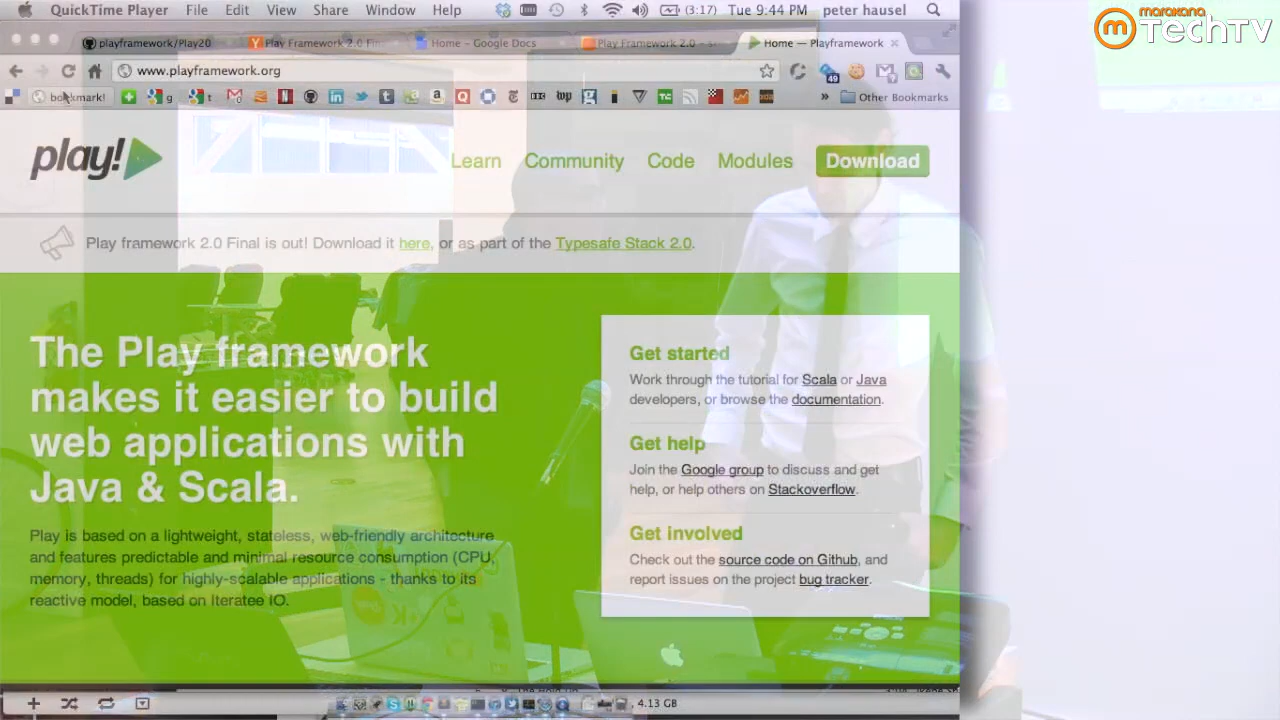 QuickTime Player File Edit View Share Window Help (3:17) Tue 9:44 PM peter hausel
marakana
TechTV
playframework/Play20 Play Framework 2.0 Fin Home – Google Docs Play Framework 2.0 – Home — Playframework
www.playframework.org
49
bookmark! g t Other Bookmarks
play! Learn Community Code Modules Download
Play framework 2.0 Final is out! Download it here, or as part of the Typesafe Stack 2.0.
The Play framework
makes it easier to build
web applications with
Java & Scala.
Play is based on a lightweight, stateless, web-friendly architecture
and features predictable and minimal resource consumption (CPU,
memory, threads) for highly-scalable applications - thanks to its
reactive model, based on Iteratee IO.
Get started
Work through the tutorial for Scala or Java
developers, or browse the documentation.
Get help
Join the Google group to discuss and get
help, or help others on Stackoverflow.
Get involved
Check out the source code on Github, and
report issues on the project bug tracker.
4.13 GB